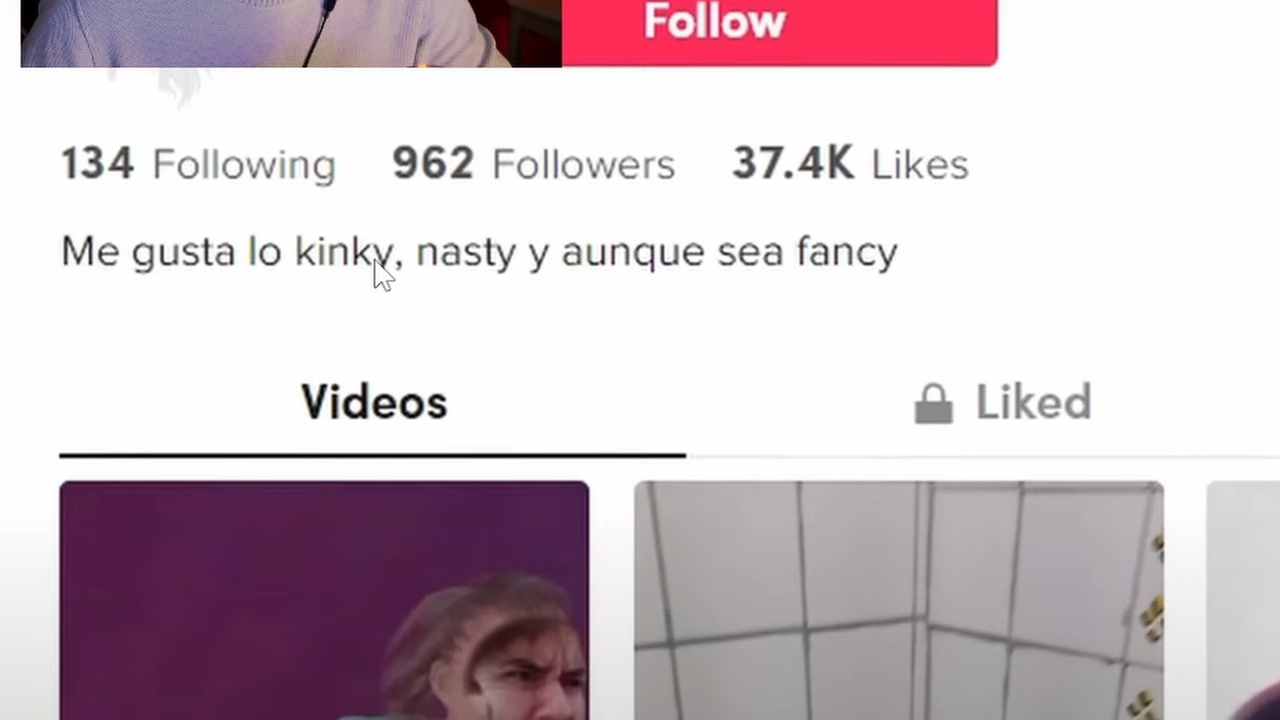 Follow
134 Following 962 Followers 37.4K Likes
Me gusta lo kinky, nasty y aunque sea fancy
Videos Liked